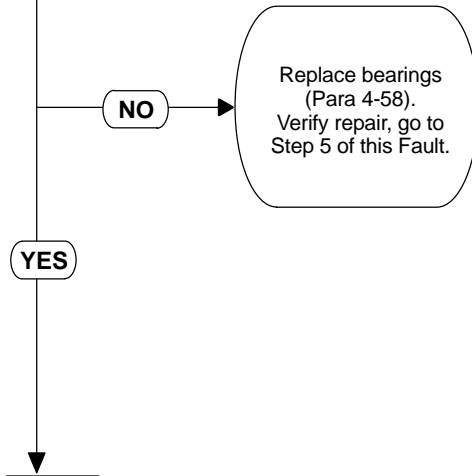 Replace bearings
(Para 4-58).
NO
Verify repair, go to
Step 5 of this Fault.
YES